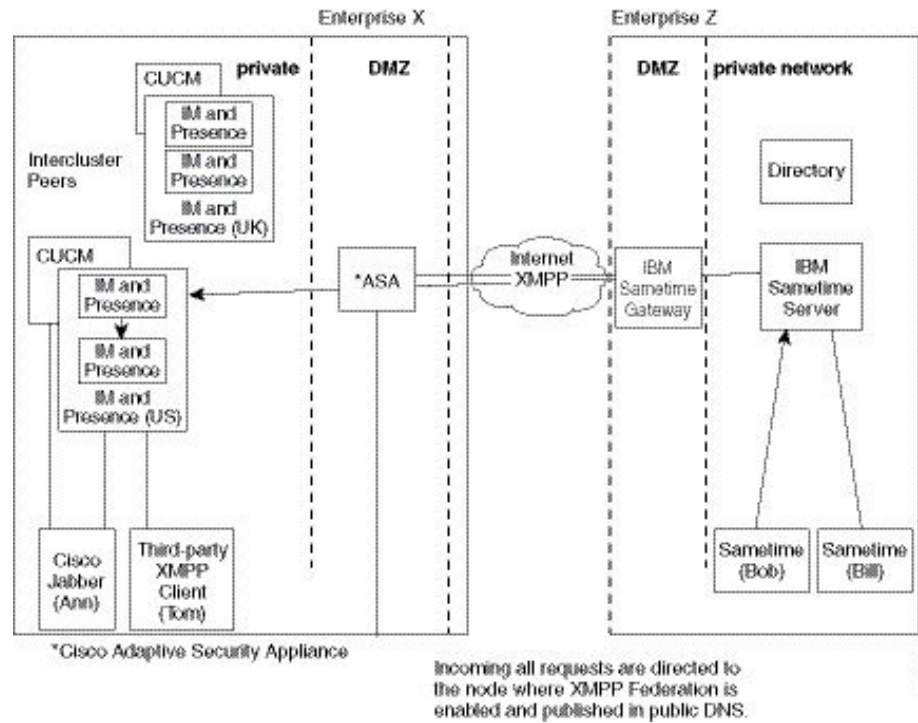 Enterprise X
Enterprise Z
private
DMZ
DMZ
private network
CUCM
IM and
Presence
IM and
Presence
IM and
Presence (UK)
Intercluster
Peers
Directory
CUCM
IM and
Presence
IM and
Presence
IM and
Presence (US)
*ASA
Internet
XMPP
IBM
Sametime
Gateway
IBM
Sametime
Server
Cisco
Jabber
(Ann)
Third-party
XMPP
Client
(Tom)
Sametime
(Bob)
Sametime
(Bill)
*Cisco Adaptive Security Appliance
Incoming all requests are directed to
the node where XMPP Federation is
enabled and published in public DNS.